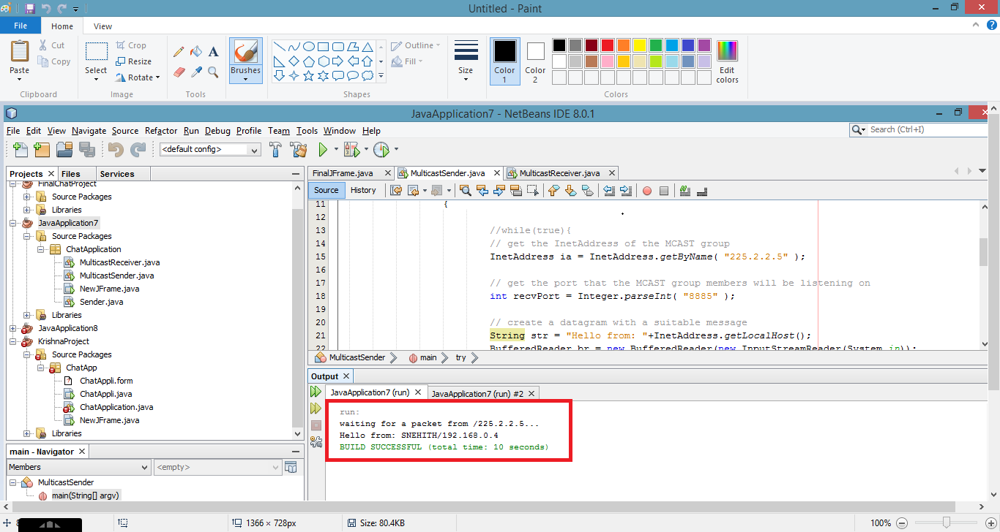 Untitled - Paint
File
Home
View
Paste
Cut
Copy
Clipboard
Select
Crop
Resize
Rotate
Image
A
Tools
Brushes
Outline
Fill
Shapes
Size
Color
1
Color
2
Edit
colors
Colors
JavaApplication7 - NetBeans IDE 8.0.1
File Edit View Navigate Source Refactor Run Debug Profile Team Tools Window Help
Search (Ctrl+I)
<default config>
Projects
Files
Services
FinalChatProject
Source Packages
Libraries
JavaApplication7
Source Packages
ChatApplication
MulticastReceiver.java
MulticastSender.java
NewJFrame.java
Sender.java
Libraries
JavaApplication8
KrishnaProject
Source Packages
ChatApp
ChatAppli.form
ChatAppli.java
ChatApplication.java
NewJFrame.java
Libraries
main - Navigator
Members
<empty>
MulticastSender
main(String[] argv)
FinalJFrame.java
MulticastSender.java
MulticastReceiver.java
Source
History
11 {
12
13 //while(true){
14 // get the InetAddress of the MCAST group
15 InetAddress ia = InetAddress.getByName( "225.2.2.5" );
16
17 // get the port that the MCAST group members will be listening on
18 int recvPort = Integer.parseInt( "8885" );
19
20 // create a datagram with a suitable message
21 String str = "Hello from: "+InetAddress.getLocalHost();
22 BufferedReader br = new BufferedReader(new InputStreamReader(System.in));
MulticastSender
main
try
Output
JavaApplication7 (run)
JavaApplication7 (run) #2
run:
waiting for a packet from /225.2.2.5...
Hello from: SNEHITH/192.168.0.4
BUILD SUCCESSFUL (total time: 10 seconds)
1366 × 728px
Size: 80.4KB
100%